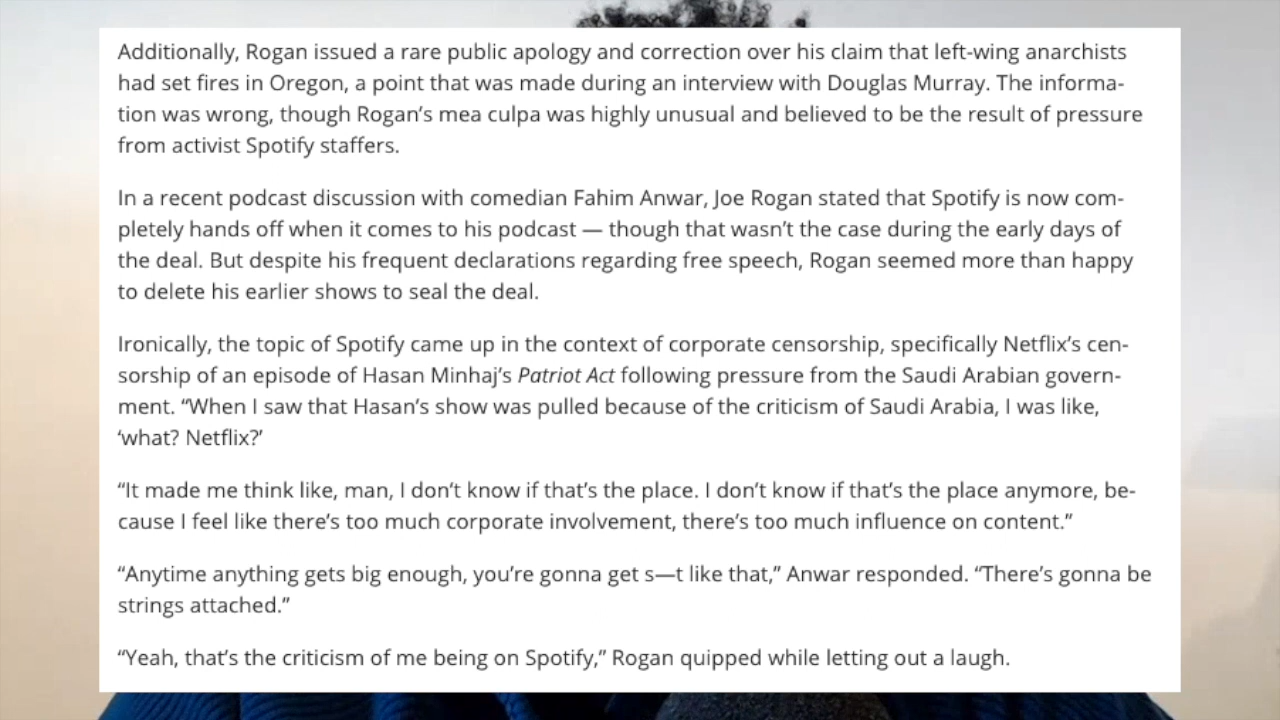 Additionally, Rogan issued a rare public apology and correction over his claim that left-wing anarchists
had set fires in Oregon, a point that was made during an interview with Douglas Murray. The informa-
tion was wrong, though Rogan’s mea culpa was highly unusual and believed to be the result of pressure
from activist Spotify staffers.
In a recent podcast discussion with comedian Fahim Anwar, Joe Rogan stated that Spotify is now com-
pletely hands off when it comes to his podcast — though that wasn’t the case during the early days of
the deal. But despite his frequent declarations regarding free speech, Rogan seemed more than happy
to delete his earlier shows to seal the deal.
Ironically, the topic of Spotify came up in the context of corporate censorship, specifically Netflix’s cen-
sorship of an episode of Hasan Minhaj’s Patriot Act following pressure from the Saudi Arabian govern-
ment. “When I saw that Hasan’s show was pulled because of the criticism of Saudi Arabia, I was like,
‘what? Netflix?’
“It made me think like, man, I don’t know if that’s the place. I don’t know if that’s the place anymore, be-
cause I feel like there’s too much corporate involvement, there’s too much influence on content.”
“Anytime anything gets big enough, you’re gonna get s—t like that,” Anwar responded. “There’s gonna be
strings attached.”
“Yeah, that’s the criticism of me being on Spotify,” Rogan quipped while letting out a laugh.